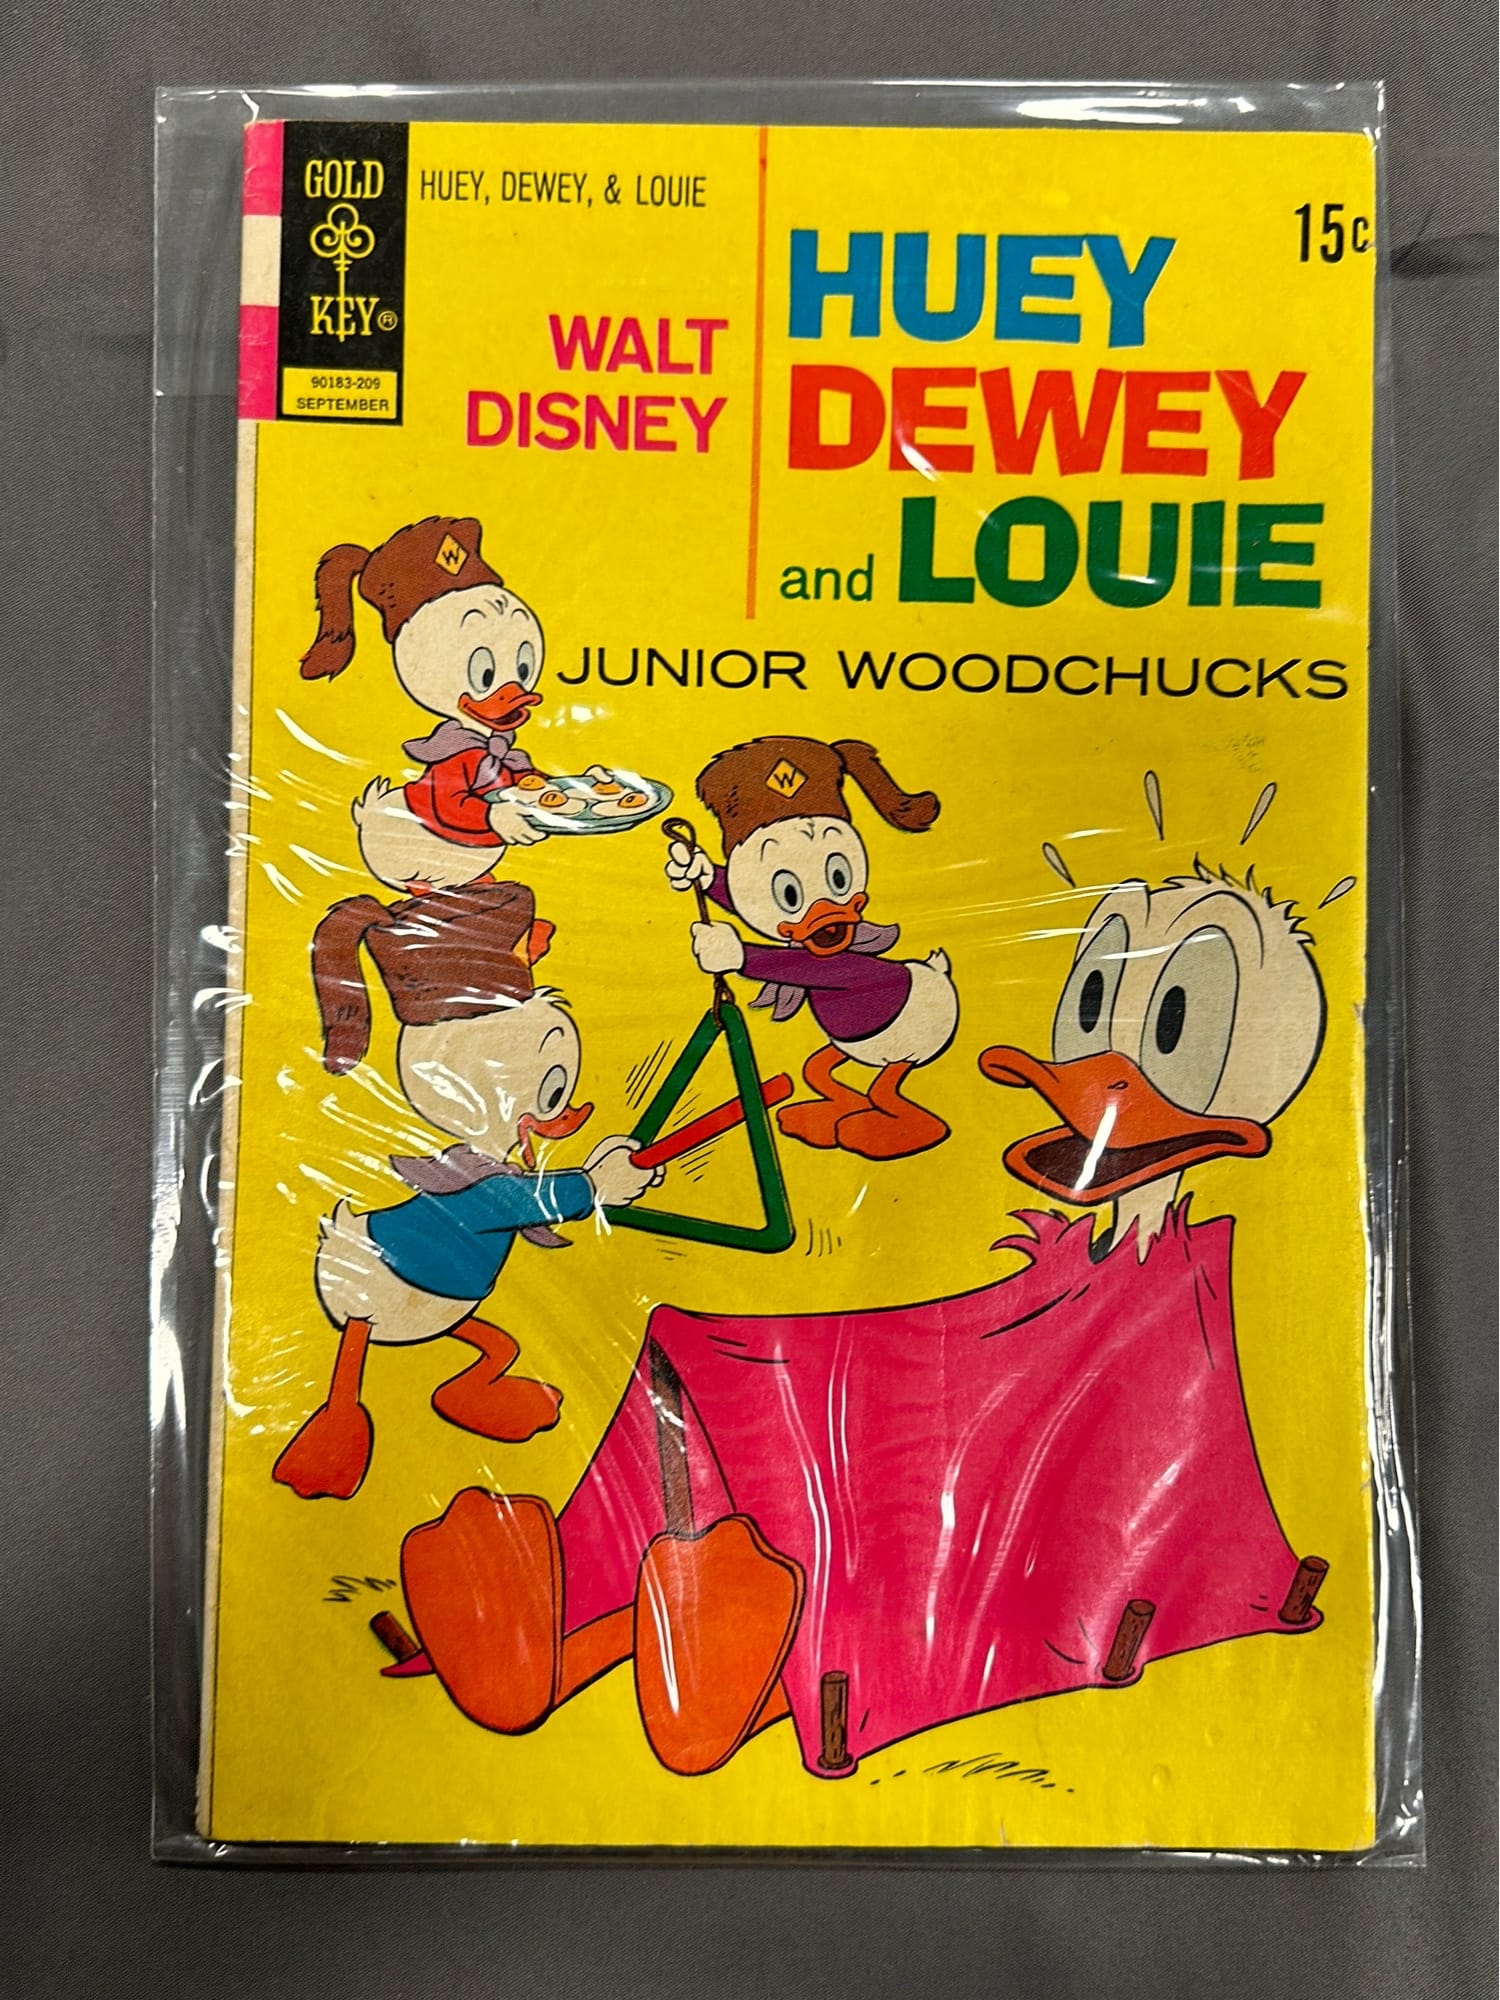 GOLD
KEY®
90183-209
SEPTEMBER
HUEY, DEWEY, & LOUIE
15c
WALT
DISNEY
HUEY
DEWEY
and LOUIE
JUNIOR WOODCHUCKS
W
W